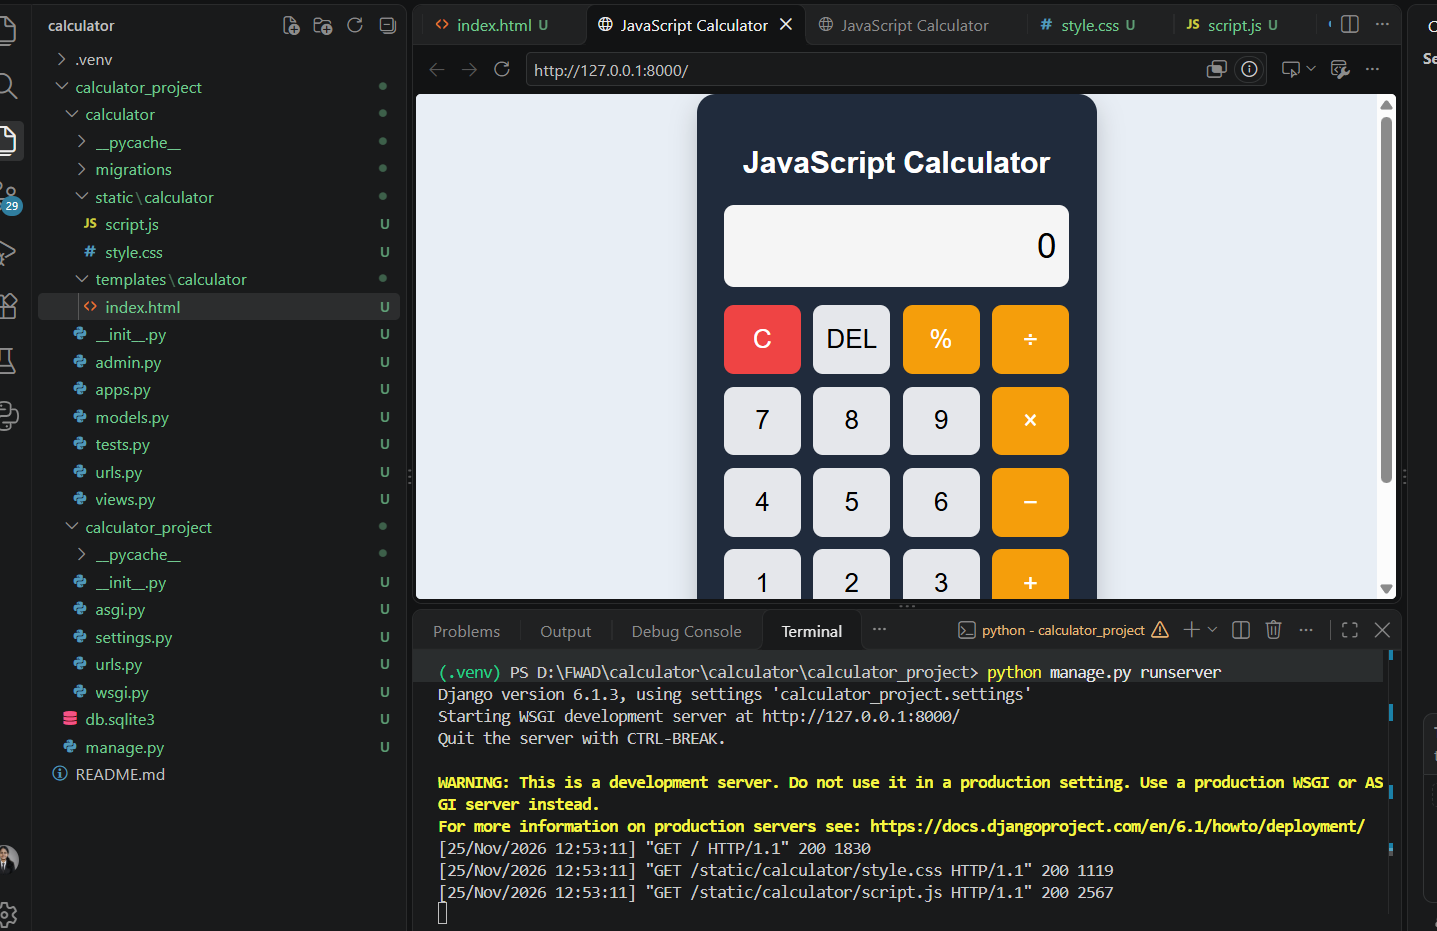 calculator
.venv
calculator_project
calculator
__pycache__
migrations
static\calculator
JS script.js U
# style.css U
templates\calculator
<> index.html U
__init__.py U
admin.py U
apps.py U
models.py U
tests.py U
urls.py U
views.py U
calculator_project
__pycache__
__init__.py U
asgi.py U
settings.py U
urls.py U
wsgi.py U
db.sqlite3 U
manage.py U
README.md
29
<> index.html U
JavaScript Calculator
JavaScript Calculator
# style.css U
JS script.js U
http://127.0.0.1:8000/
JavaScript Calculator
0
C DEL % ÷
7 8 9 ×
4 5 6 −
1 2 3 +
Problems Output Debug Console Terminal
python - calculator_project
(.venv) PS D:\FWAD\calculator\calculator\calculator_project> python manage.py runserver
Django version 6.1.3, using settings 'calculator_project.settings'
Starting WSGI development server at http://127.0.0.1:8000/
Quit the server with CTRL-BREAK.
WARNING: This is a development server. Do not use it in a production setting. Use a production WSGI or AS
GI server instead.
For more information on production servers see: https://docs.djangoproject.com/en/6.1/howto/deployment/
[25/Nov/2026 12:53:11] "GET / HTTP/1.1" 200 1830
[25/Nov/2026 12:53:11] "GET /static/calculator/style.css HTTP/1.1" 200 1119
[25/Nov/2026 12:53:11] "GET /static/calculator/script.js HTTP/1.1" 200 2567